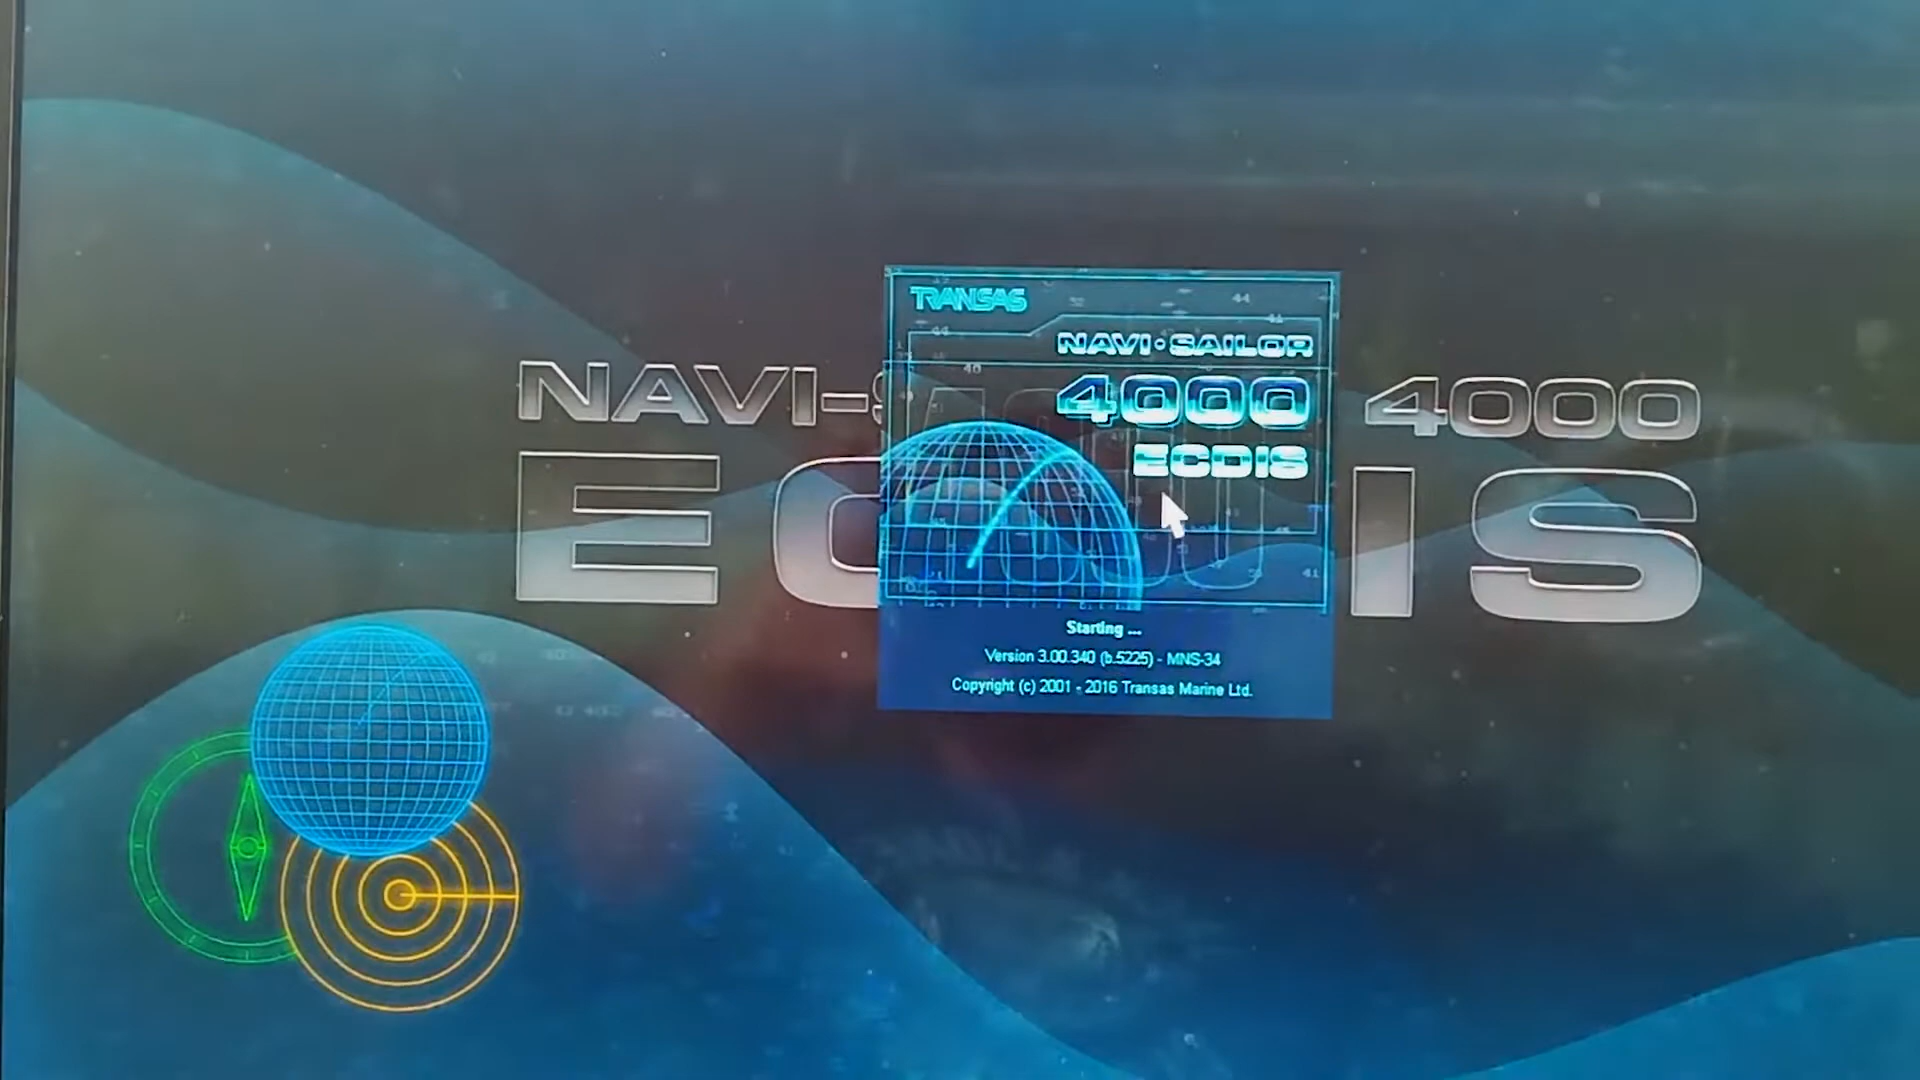 NAVI-S 4000
EC IS
TRANSAS
NAVI•SAILOR
4000
ECDIS
Starting ...
Version 3.00.340 (b.5225) - MNS-34
Copyright (c) 2001 - 2016 Transas Marine Ltd.